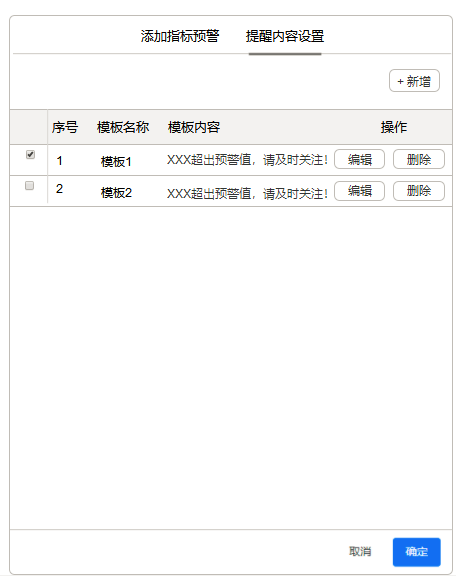 添加指标预警 提醒内容设置
+ 新增
序号 模板名称 模板内容 操作
1 模板1 XXX超出预警值，请及时关注! 编辑 删除
2 模板2 XXX超出预警值，请及时关注! 编辑 删除
取消 确定